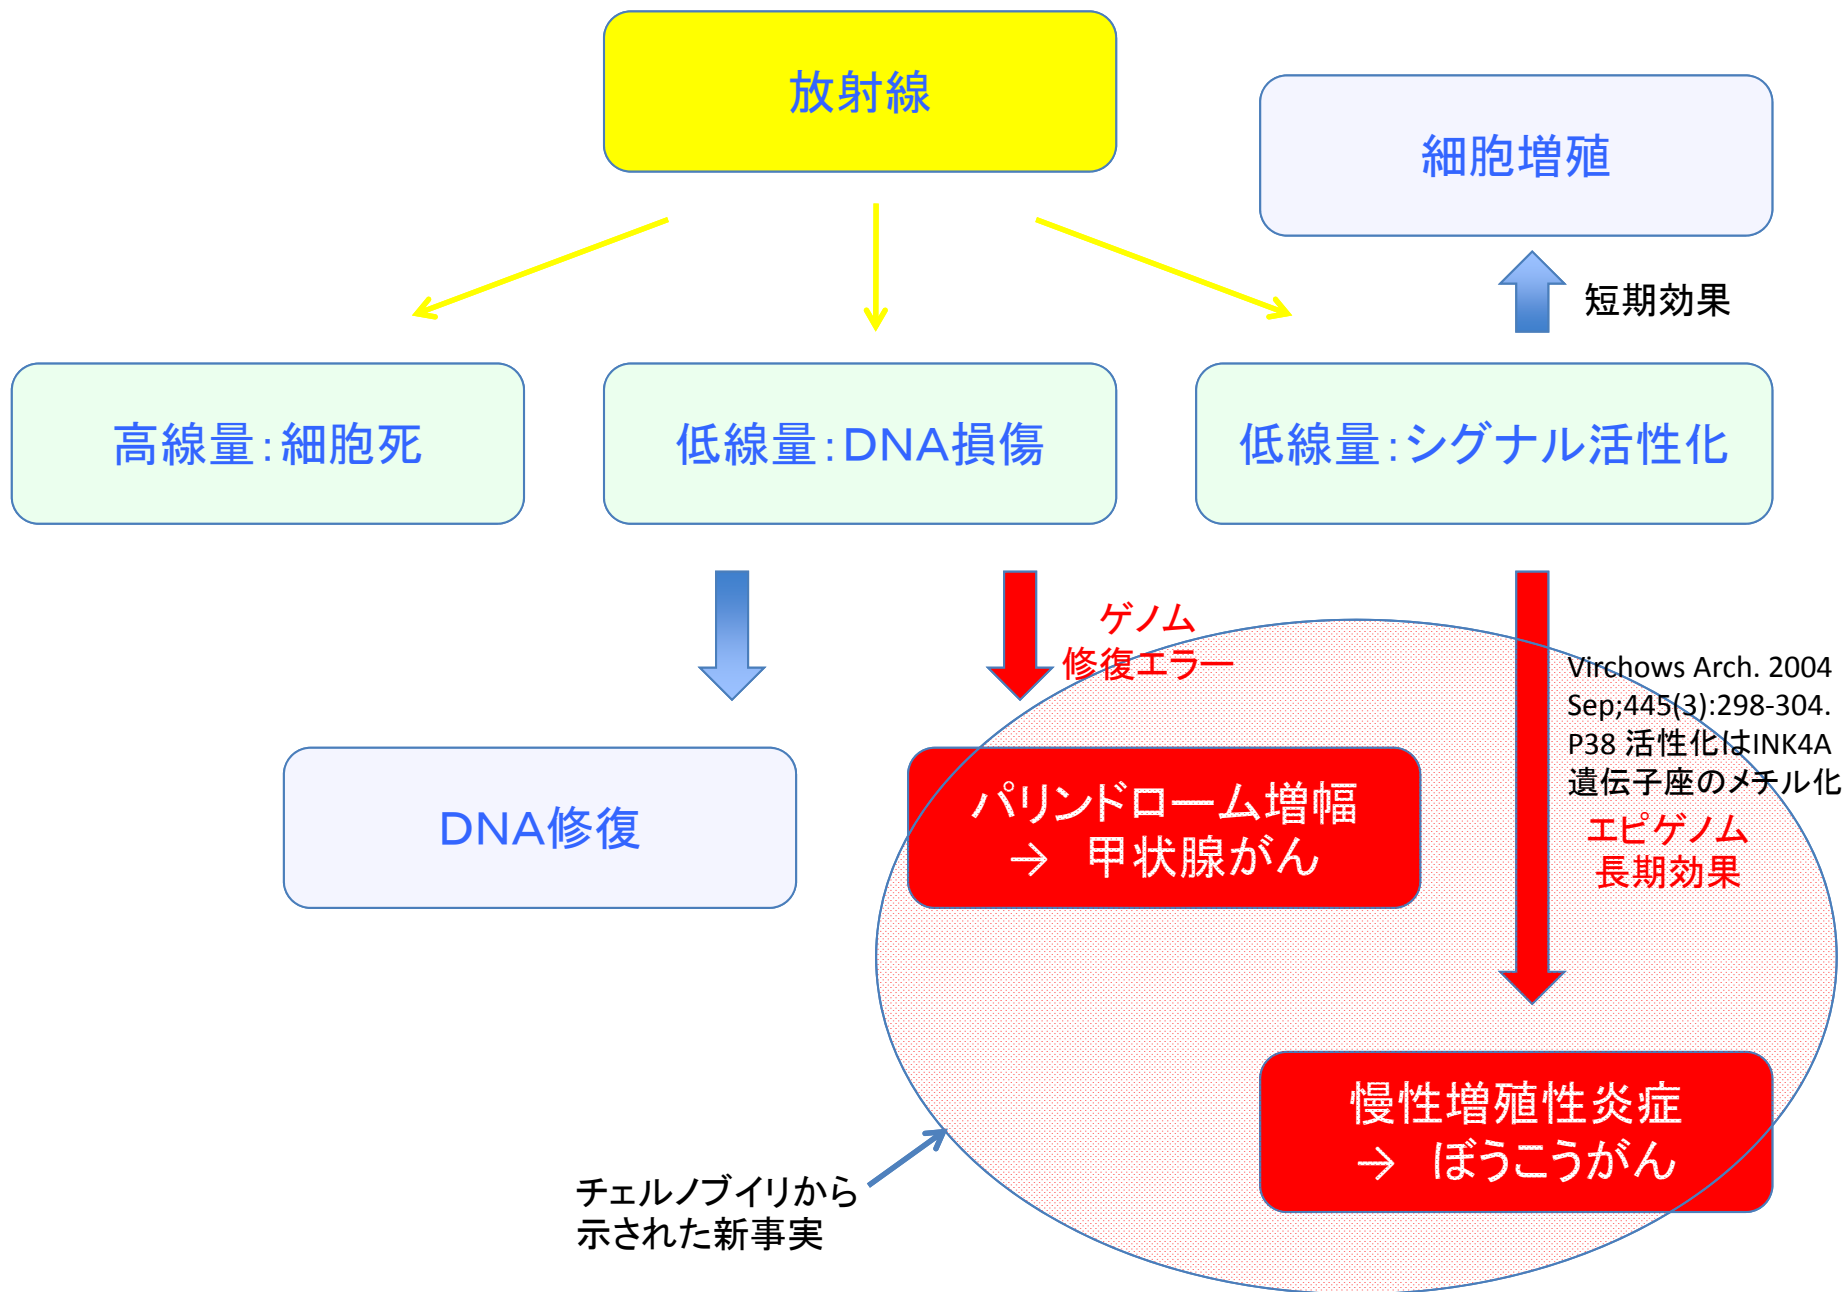 放射線
細胞増殖
短期効果
高線量：細胞死
低線量：DNA損傷
低線量：シグナル活性化
ゲノム
修復エラー
Virchows Arch. 2004
Sep;445(3):298-304.
P38 活性化はINK4A
遺伝子座のメチル化
エピゲノム
長期効果
DNA修復
パリンドローム増幅
→ 甲状腺がん
慢性増殖性炎症
→ ぼうこうがん
チェルノブイリから
示された新事実